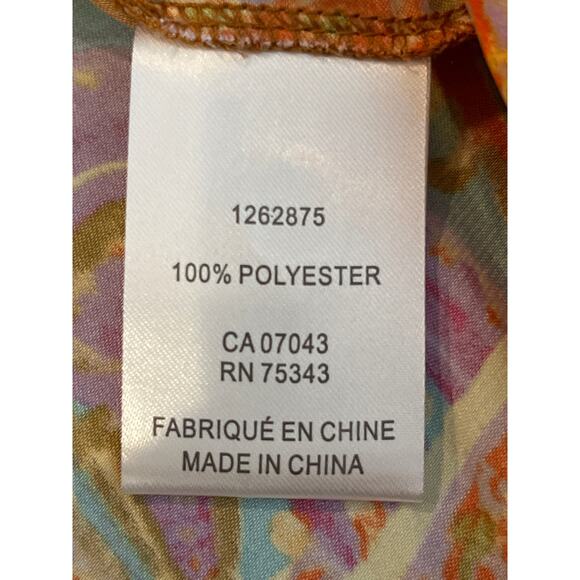 1262875
100% POLYESTER
CA 07043
RN 75343
FABRIQUÉ EN CHINE
MADE IN CHINA